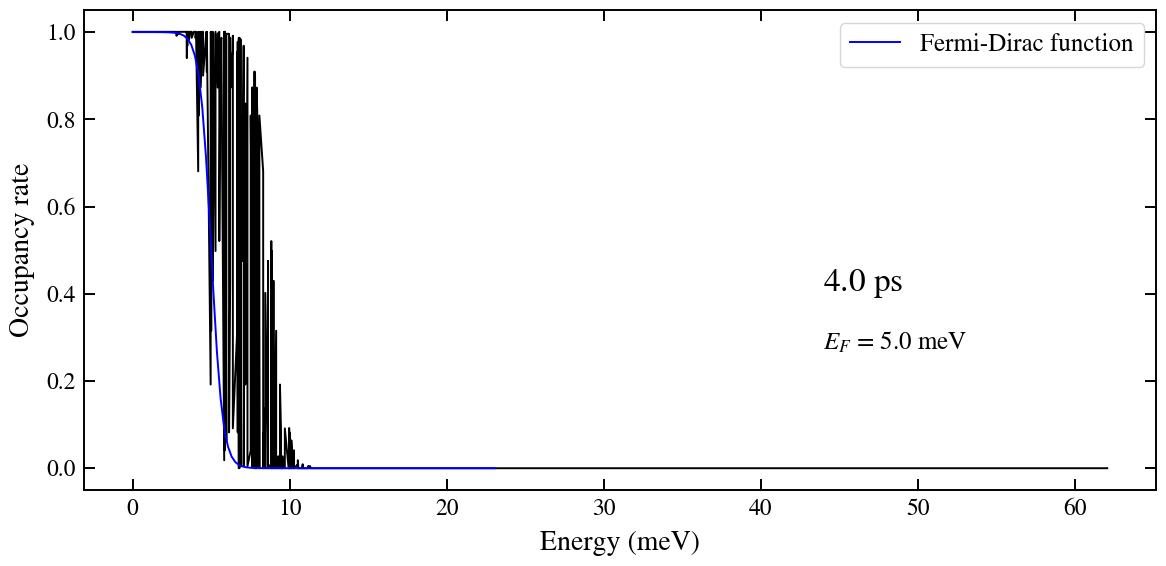 Fermi-Dirac function
1.0
0.8
0.6
0.4
0.2
0.0
Occupancy rate
4.0 ps
E_F = 5.0 meV
0 10 20 30 40 50 60
Energy (meV)